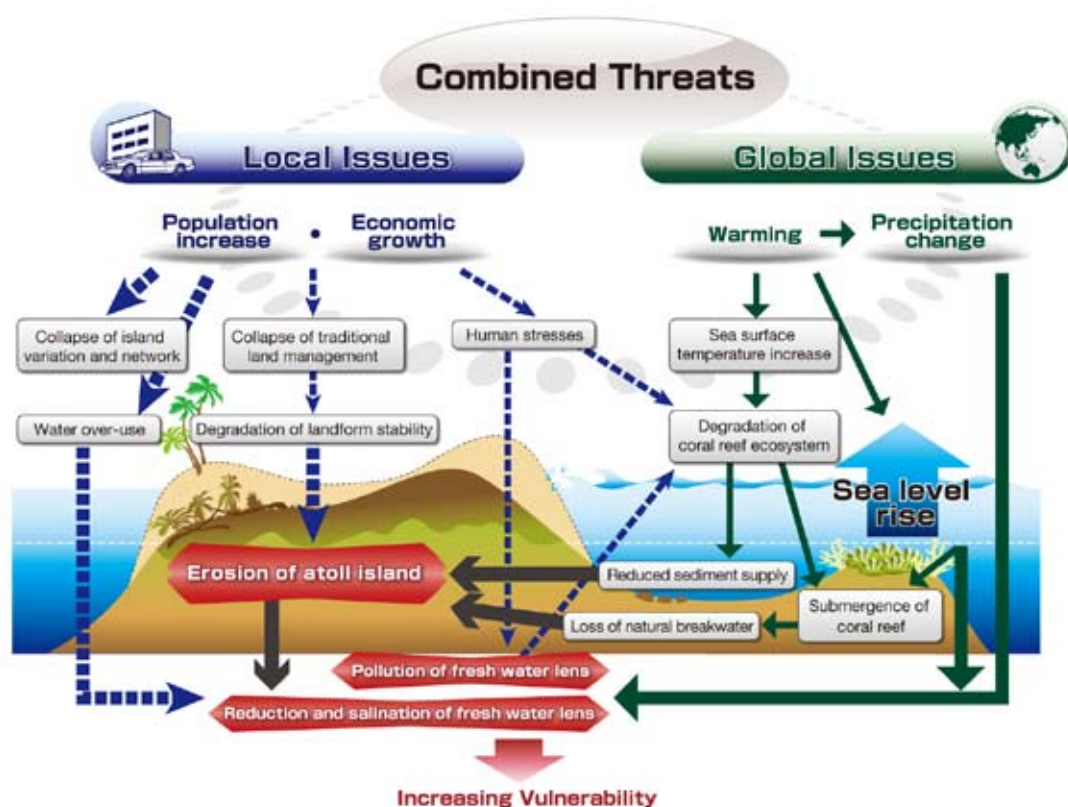 Combined Threats
Local Issues
Global Issues
Population
increase
•
Economic
growth
Warming
Precipitation
change
Collapse of island
variation and network
Collapse of traditional
land management
Human stresses
Sea surface
temperature increase
Water over-use
Degradation of landform stability
Degradation of
coral reef ecosystem
Sea level
rise
Erosion of atoll island
Reduced sediment supply
Submergence of
coral reef
Loss of natural breakwater
Pollution of fresh water lens
Reduction and salination of fresh water lens
Increasing Vulnerability